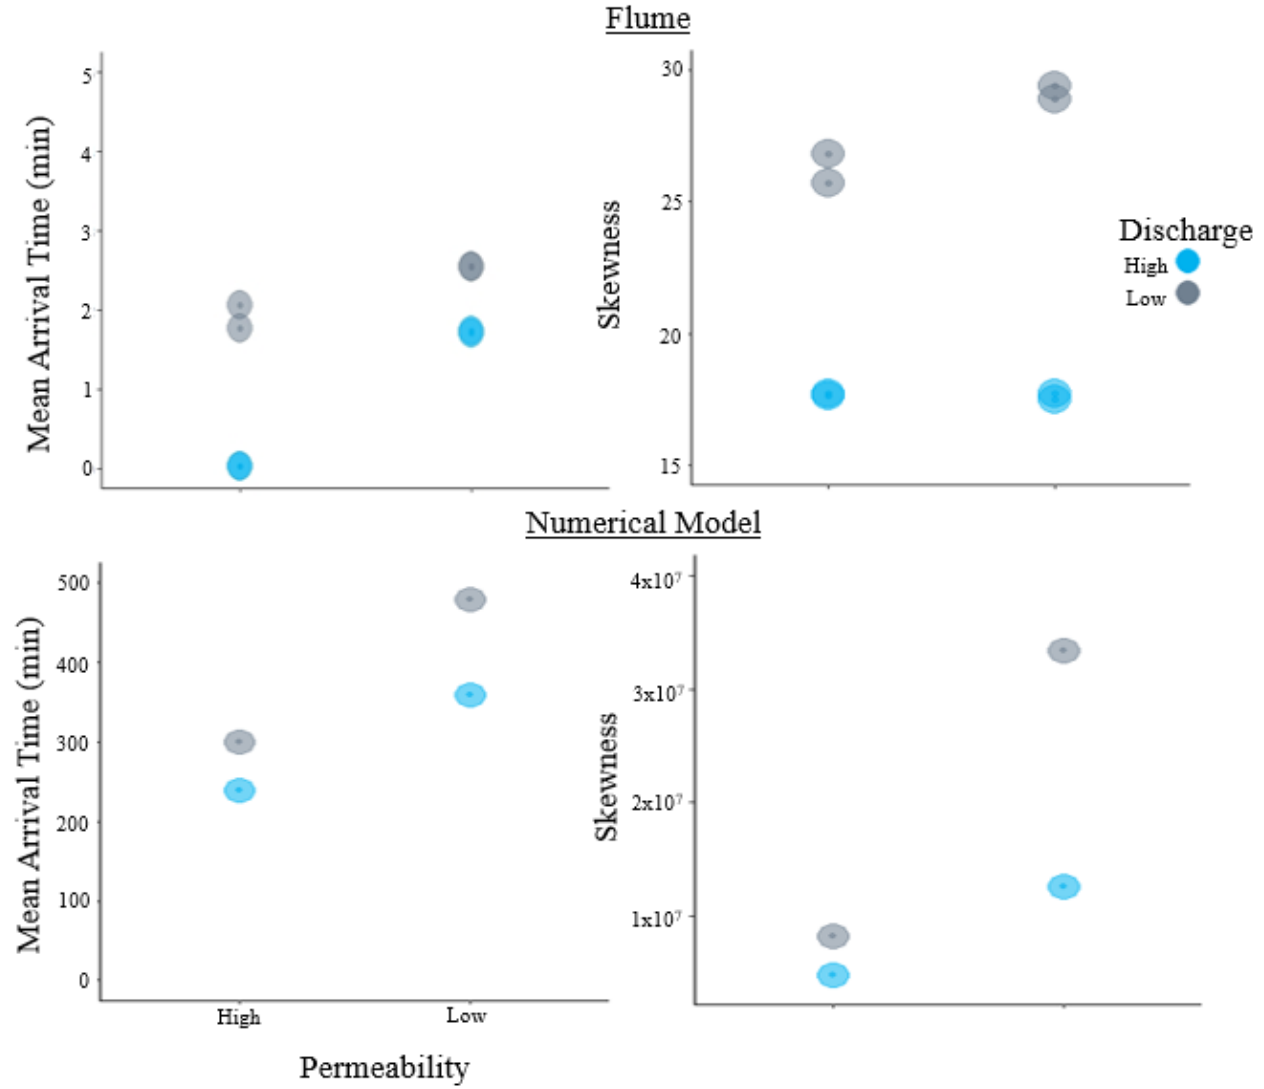 Flume
Mean Arrival Time (min)
5
4
3
2
1
0
Skewness
30
25
20
15
Discharge
High
Low
Numerical Model
Mean Arrival Time (min)
500
400
300
200
100
0
High
Low
Permeability
Skewness
4x10⁷
3x10⁷
2x10⁷
1x10⁷